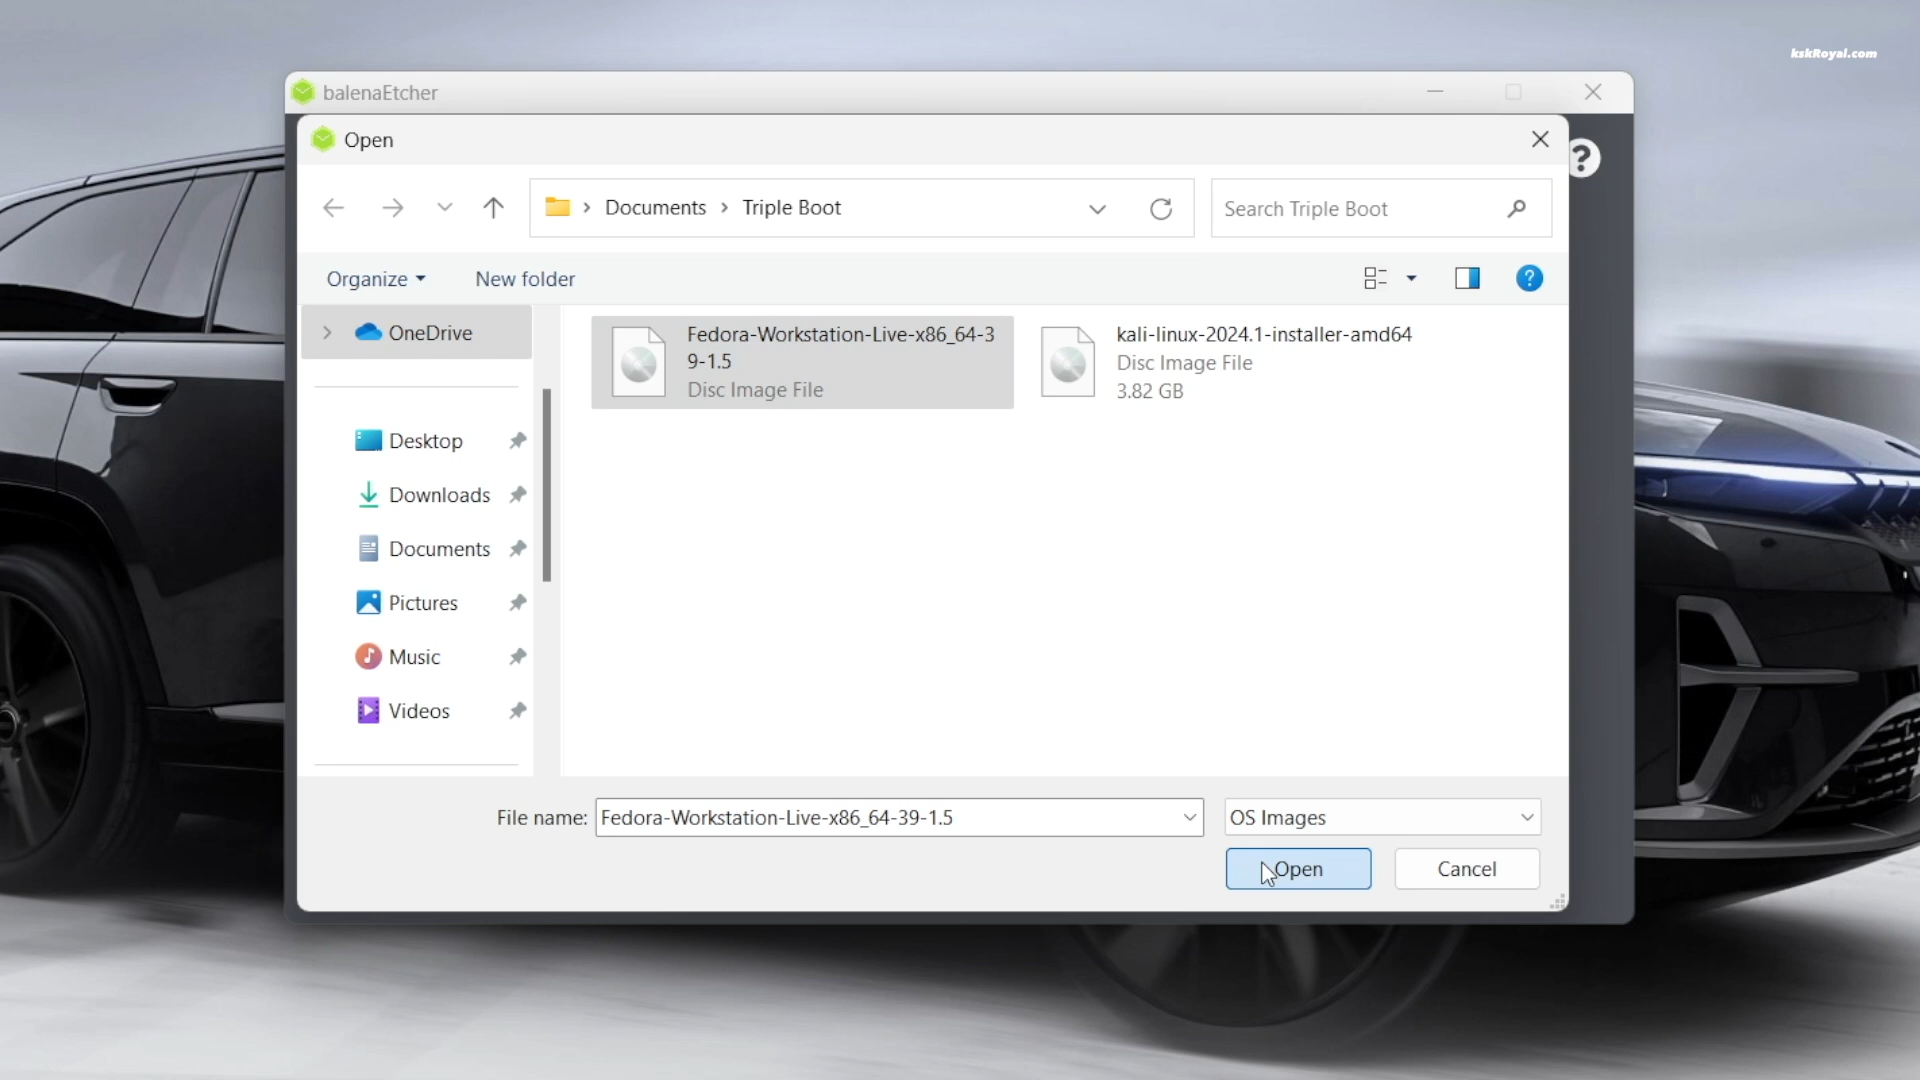 kskRoyal.com
balenaEtcher
Open
Documents
Triple Boot
Search Triple Boot
Organize
New folder
OneDrive
Desktop
Downloads
Documents
Pictures
Music
Videos
Fedora-Workstation-Live-x86_64-3
9-1.5
Disc Image File
kali-linux-2024.1-installer-amd64
Disc Image File
3.82 GB
File name:
Fedora-Workstation-Live-x86_64-39-1.5
OS Images
Open
Cancel